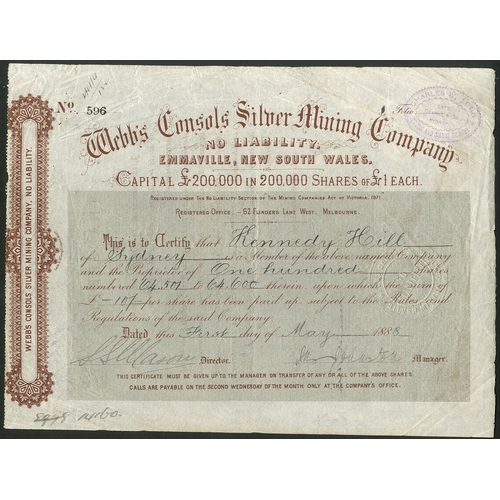 No 596
Folio
Webb's Consols Silver Mining Company
NO LIABILITY.
EMMAVILLE, NEW SOUTH WALES.
CAPITAL £200,000 IN 200,000 SHARES OF £1 EACH.
REGISTERED UNDER THE NO LIABILITY SECTION OF THE MINING COMPANIES ACT OF VICTORIA, 1871.
REGISTERED OFFICE - 62 FLINDERS LANE WEST, MELBOURNE.
This is to Certify that Kennedy Hill
of Sydney is a Member of the above named Company
and the Proprietor of One hundred Shares
numbered 64,501 to 64,600 therein upon which the Sum of
£ -10/- per share has been paid up, subject to the Rules and
Regulations of the said Company.
Dated this First day of May 1888
Director.
Manager.
THIS CERTIFICATE MUST BE GIVEN UP TO THE MANAGER ON TRANSFER OF ANY OR ALL OF THE ABOVE SHARES.
CALLS ARE PAYABLE ON THE SECOND WEDNESDAY OF THE MONTH ONLY AT THE COMPANY'S OFFICE.
WEBB'S CONSOLS SILVER MINING COMPANY, NO LIABILITY.